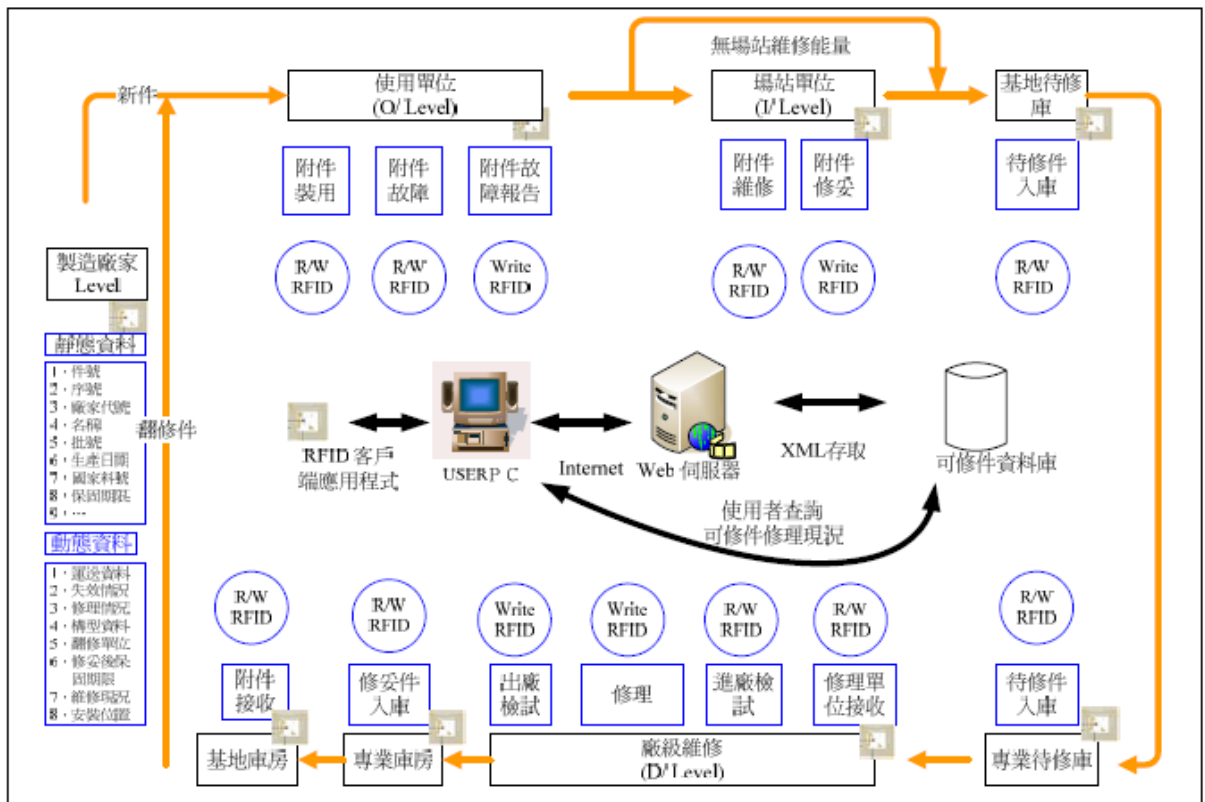 無場站維修能量
新件
使用單位
(O/ Level)
場站單位
(I/ Level)
基地待修
庫
附件
裝用
附件
故障
附件故
障報告
附件
維修
附件
修妥
待修件
入庫
R/W
RFID
R/W
RFID
Write
RFID
R/W
RFID
Write
RFID
R/W
RFID
製造廠家
Level
靜態資料
1,件號
2,序號
3,廠家代號
4,名稱
5,批號
6,生產日期
7,國家料號
8,保固期限
9,…
翻修件
動態資料
1,運送資料
2,失效情況
3,修理情況
4,構型資料
5,翻修單位
6,修妥後保
固期限
7,維修現況
8,安裝位置
RFID 客戶
端應用程式
USERP C
Internet
Web 伺服器
XML存取
可修件資料庫
使用者查詢
可修件修理現況
R/W
RFID
R/W
RFID
Write
RFID
Write
RFID
R/W
RFID
R/W
RFID
R/W
RFID
附件
接收
修妥件
入庫
出廠
檢試
修理
進廠檢
試
修理單
位接收
待修件
入庫
基地庫房
專業庫房
廠級維修
(D/ Level)
專業待修庫